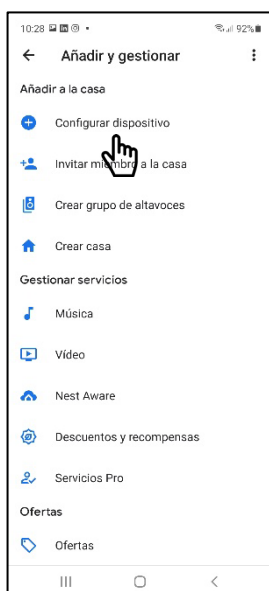 10:28 92%
Añadir y gestionar
Añadir a la casa
Configurar dispositivo
Invitar miembro a la casa
Crear grupo de altavoces
Crear casa
Gestionar servicios
Música
Vídeo
Nest Aware
Descuentos y recompensas
Servicios Pro
Ofertas
Ofertas